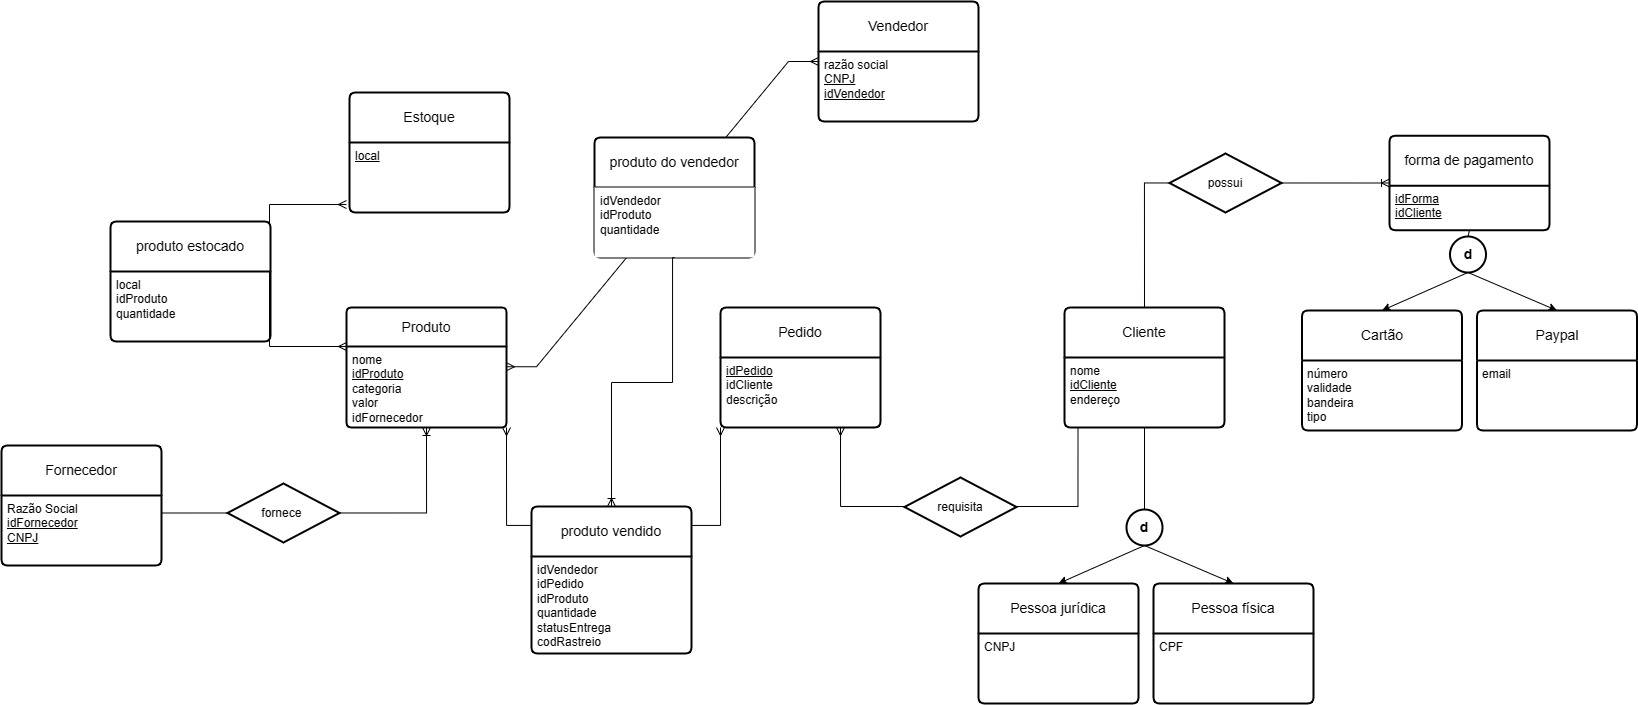 Vendedor
razão social
CNPJ
idVendedor
Estoque
local
produto do vendedor
idVendedor
idProduto
quantidade
forma de pagamento
idForma
idCliente
possui
produto estocado
local
idProduto
quantidade
d
Produto
nome
idProduto
categoria
valor
idFornecedor
Pedido
idPedido
idCliente
descrição
Cliente
nome
idCliente
endereço
Cartão
número
validade
bandeira
tipo
Paypal
email
Fornecedor
Razão Social
idFornecedor
CNPJ
fornece
produto vendido
idVendedor
idPedido
idProduto
quantidade
statusEntrega
codRastreio
requisita
d
Pessoa jurídica
CNPJ
Pessoa física
CPF